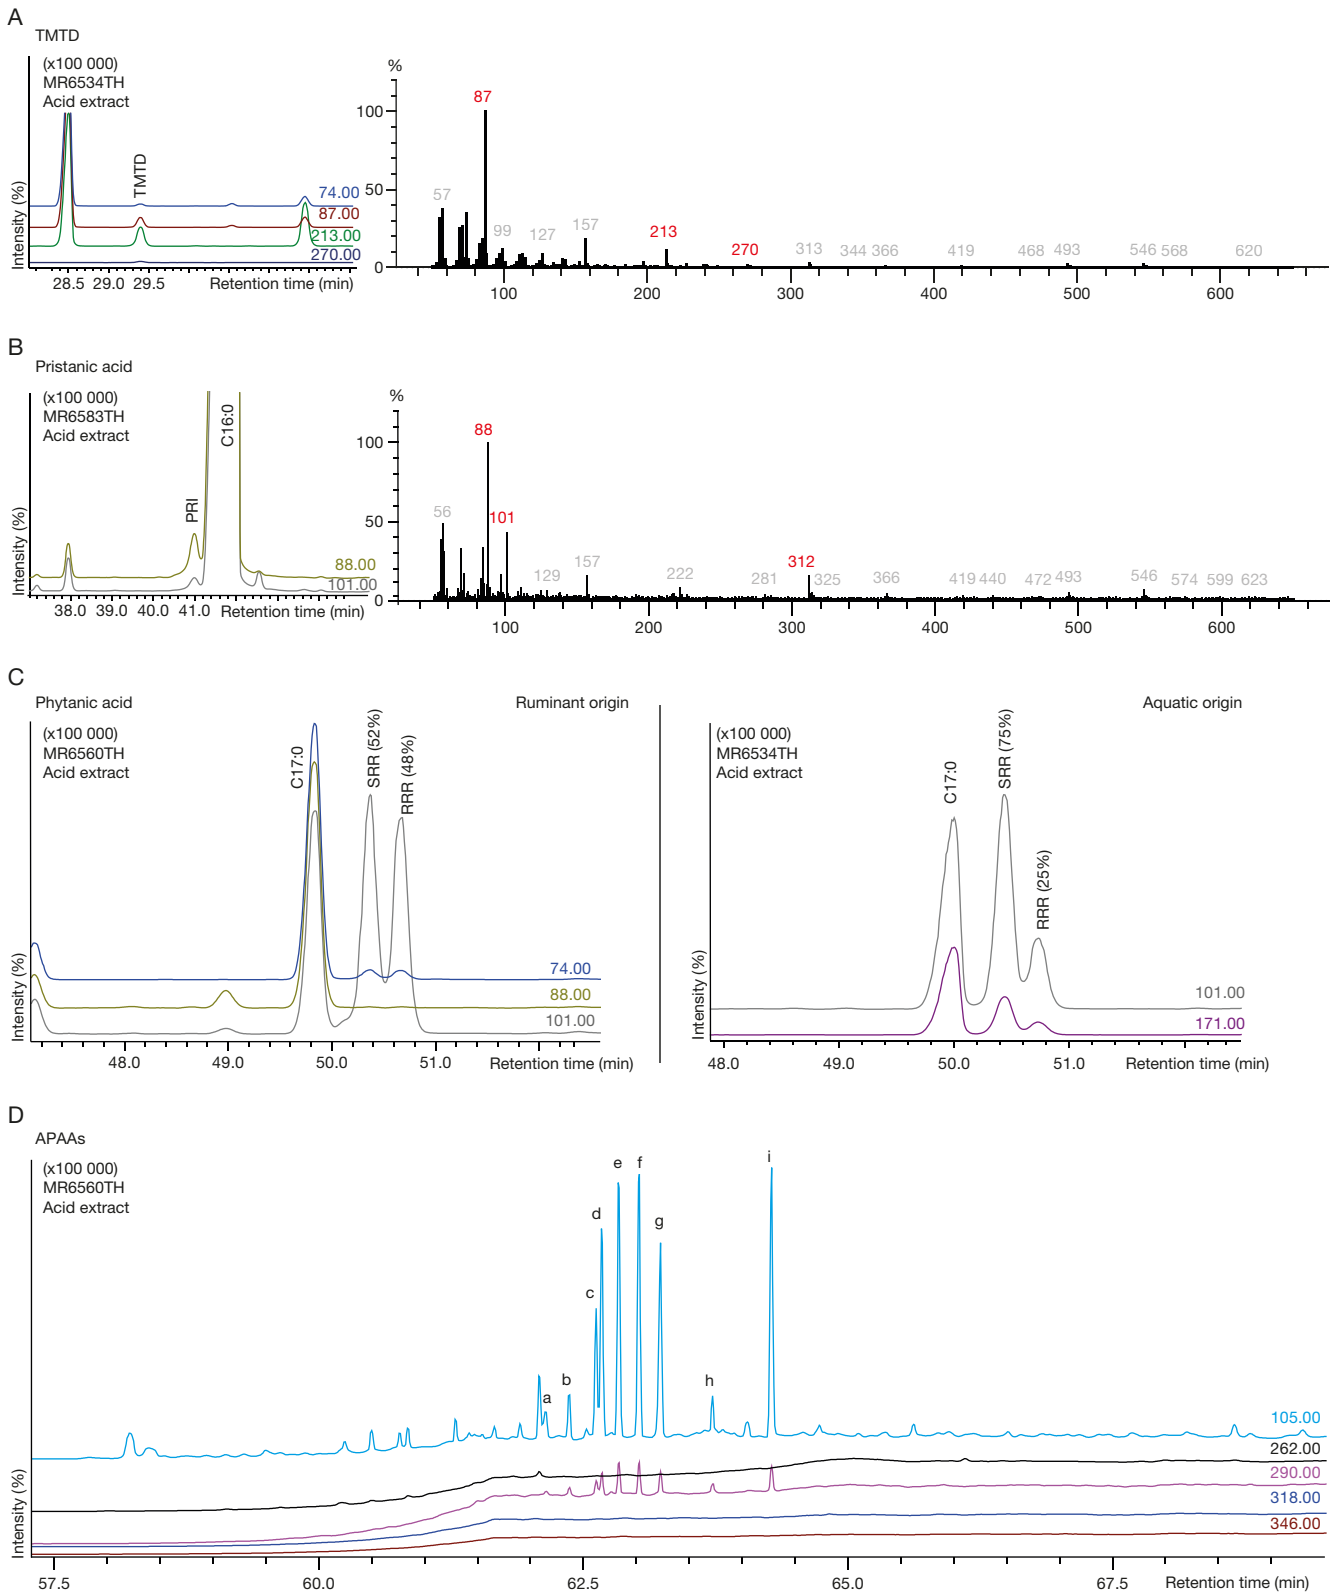 A
TMTD
(x100 000)
MR6534TH
Acid extract
TMTD
74.00
87.00
213.00
270.00
Intensity (%)
28.5 29.0 29.5 Retention time (min)
%
100
50
0
57
87
99
127
157
213
270
313
344
366
419
468
493
546
568
620
100 200 300 400 500 600
B
Pristanic acid
(x100 000)
MR6583TH
Acid extract
PRI
C16:0
88.00
101.00
Intensity (%)
38.0 39.0 40.0 41.0 Retention time (min)
%
100
50
0
56
88
101
129
157
222
281
312
325
366
419
440
472
493
546
574
599
623
100 200 300 400 500 600
C
Phytanic acid
Ruminant origin
(x100 000)
MR6560TH
Acid extract
C17:0
SRR (52%)
RRR (48%)
74.00
88.00
101.00
Intensity (%)
48.0 49.0 50.0 51.0 Retention time (min)
Aquatic origin
(x100 000)
MR6534TH
Acid extract
C17:0
SRR (75%)
RRR (25%)
101.00
171.00
Intensity (%)
48.0 49.0 50.0 51.0 Retention time (min)
D
APAAs
(x100 000)
MR6560TH
Acid extract
a
b
c
d
e
f
g
h
i
105.00
262.00
290.00
318.00
346.00
Intensity (%)
57.5 60.0 62.5 65.0 67.5 Retention time (min)